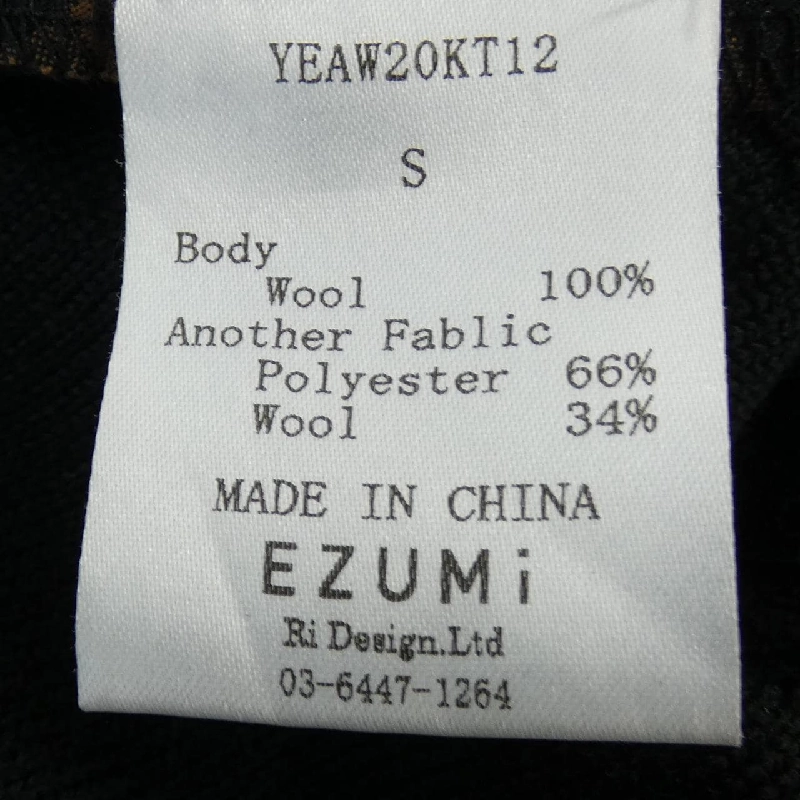 YEAW20KT12
S
Body
Wool 100%
Another Fablic
Polyester 66%
Wool 34%
MADE IN CHINA
EZUMi
Ri Design.Ltd
03-6447-1264